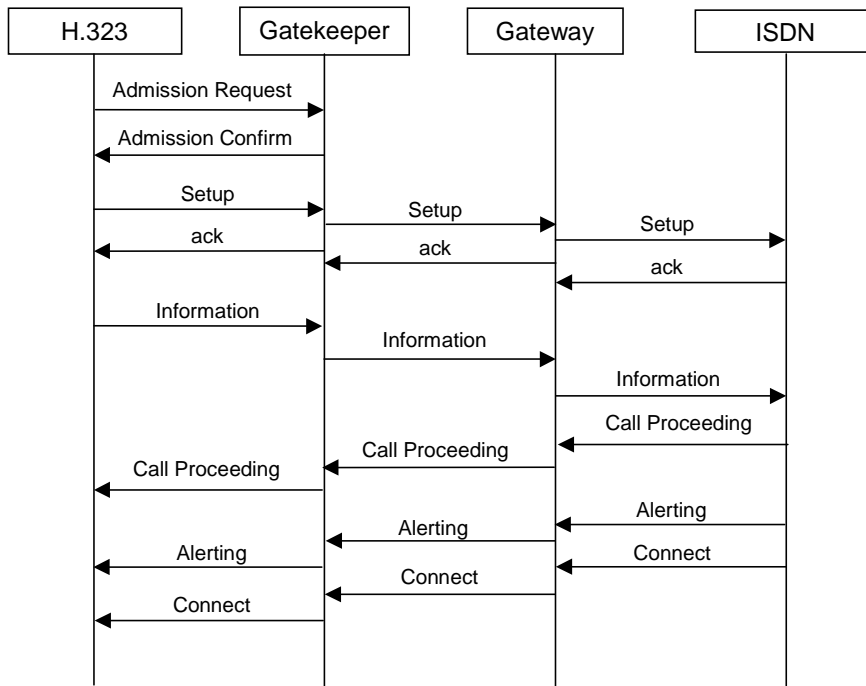 H.323
Gatekeeper
Gateway
ISDN
Admission Request
Admission Confirm
Setup
Setup
Setup
ack
ack
ack
Information
Information
Information
Call Proceeding
Call Proceeding
Call Proceeding
Alerting
Alerting
Alerting
Connect
Connect
Connect